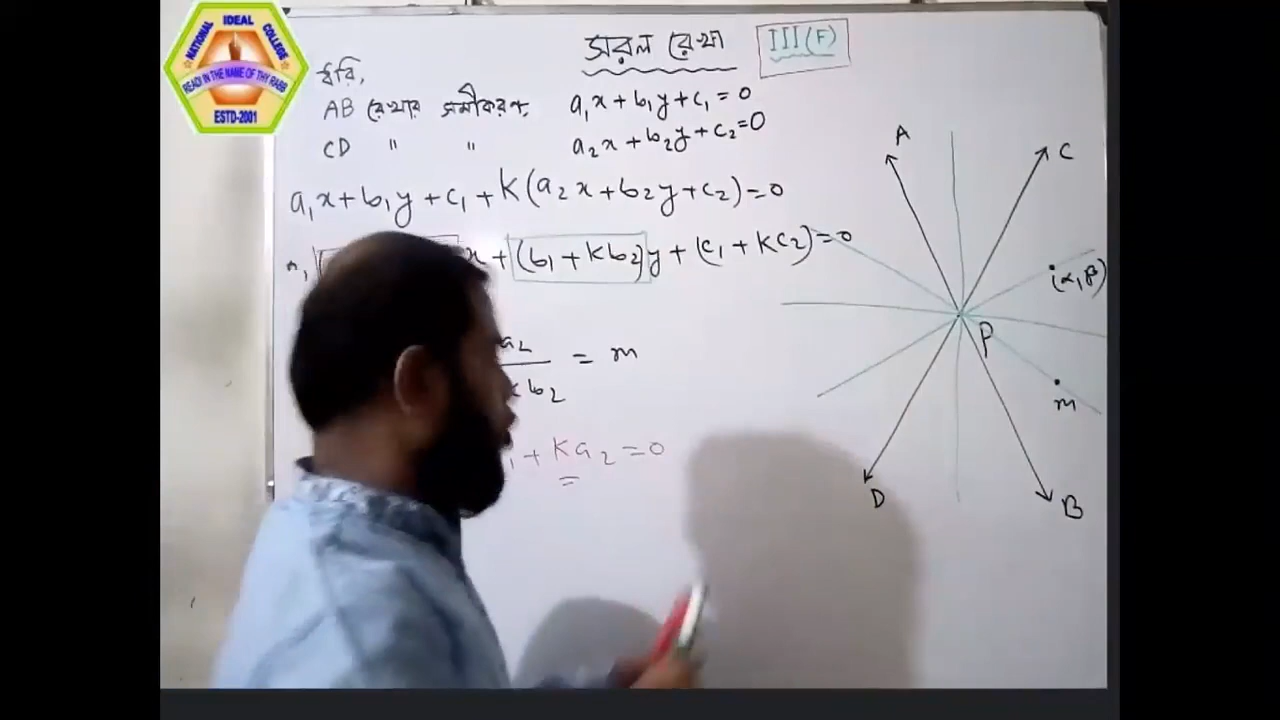 NATIONAL IDEAL COLLEGE
READ IN THE NAME OF THY RABB
ESTD-2001
সরল রেখা
III(F)
ধরি,
AB রেখার সমীকরণ, a₁x+b₁y+c₁=0
CD " " a₂x+b₂y+c₂=0
a₁x+b₁y+c₁+K(a₂x+b₂y+c₂)=0
x+(b₁+Kb₂)y+(c₁+Kc₂)=0
a₂
= m
b₂
+Ka₂=0
A
C
(α,β)
P
m
D
B